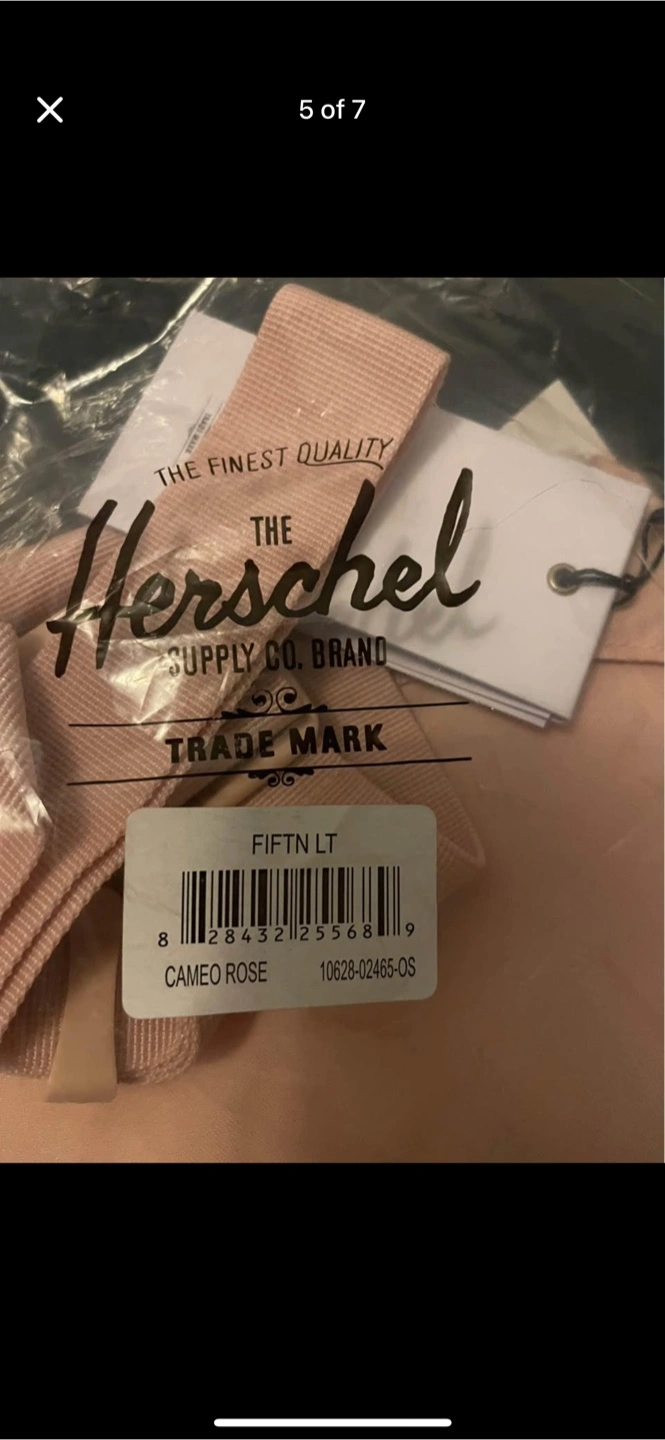 5 of 7
THE FINEST QUALITY
THE
Herschel
SUPPLY CO. BRAND
TRADE MARK
FIFTN LT
8 28432 25568 9
CAMEO ROSE 10628-02465-OS